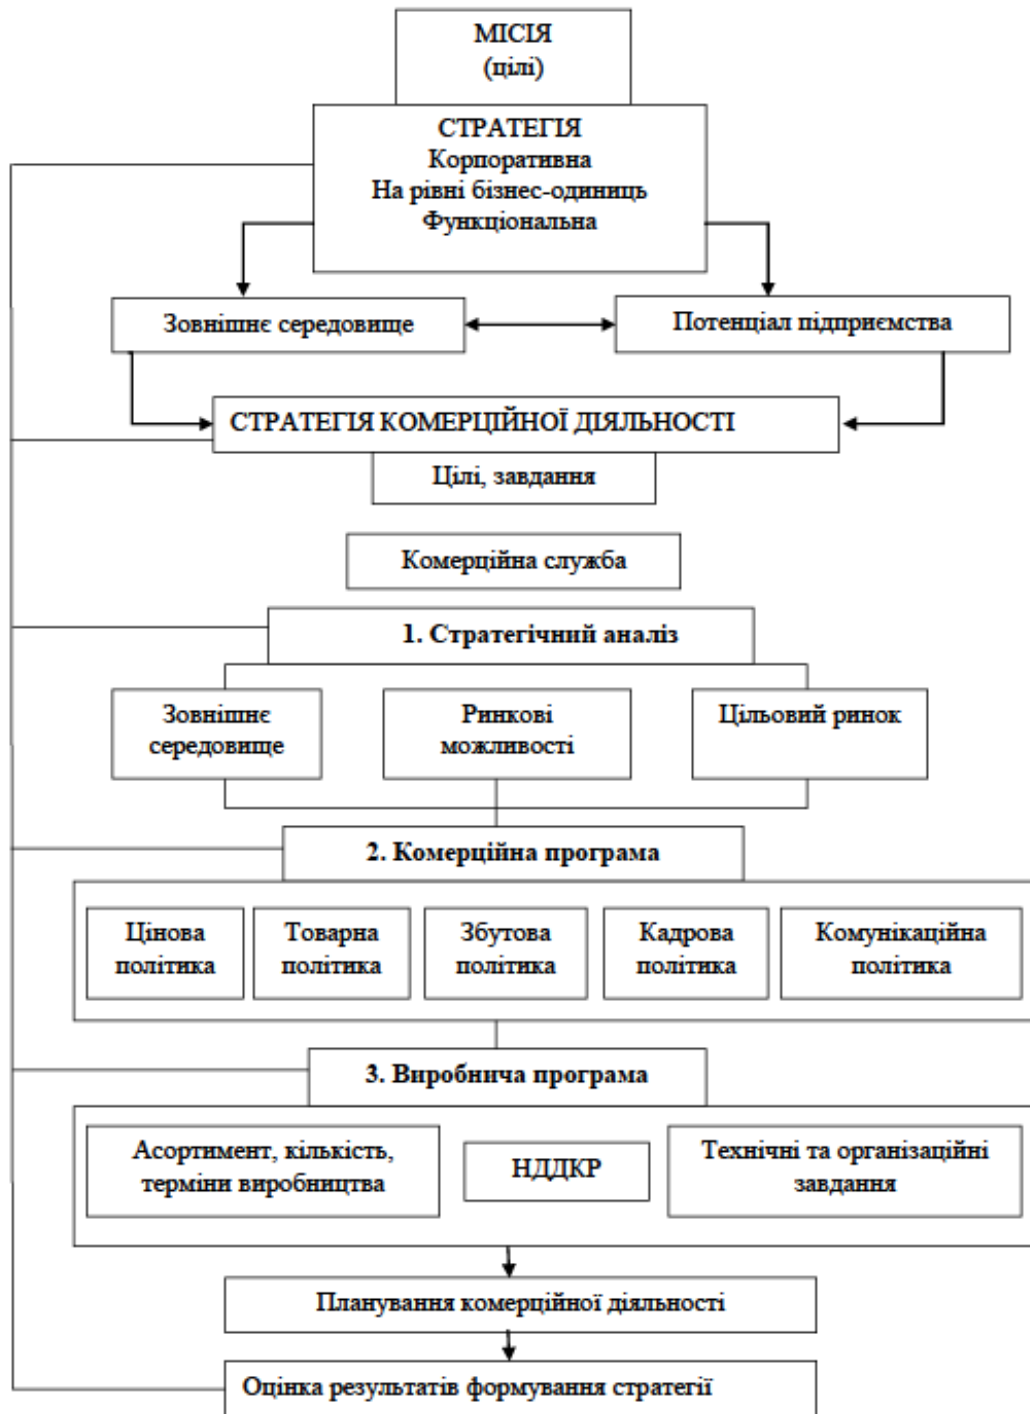 МІСІЯ
(цілі)
СТРАТЕГІЯ
Корпоративна
На рівні бізнес-одиниць
Функціональна
Зовнішнє середовище
Потенціал підприємства
СТРАТЕГІЯ КОМЕРЦІЙНОЇ ДІЯЛЬНОСТІ
Цілі, завдання
Комерційна служба
1. Стратегічний аналіз
Зовнішнє
середовище
Ринкові
можливості
Цільовий ринок
2. Комерційна програма
Цінова
політика
Товарна
політика
Збутова
політика
Кадрова
політика
Комунікаційна
політика
3. Виробнича програма
Асортимент, кількість,
терміни виробництва
НДДКР
Технічні та організаційні
завдання
Планування комерційної діяльності
Оцінка результатів формування стратегії